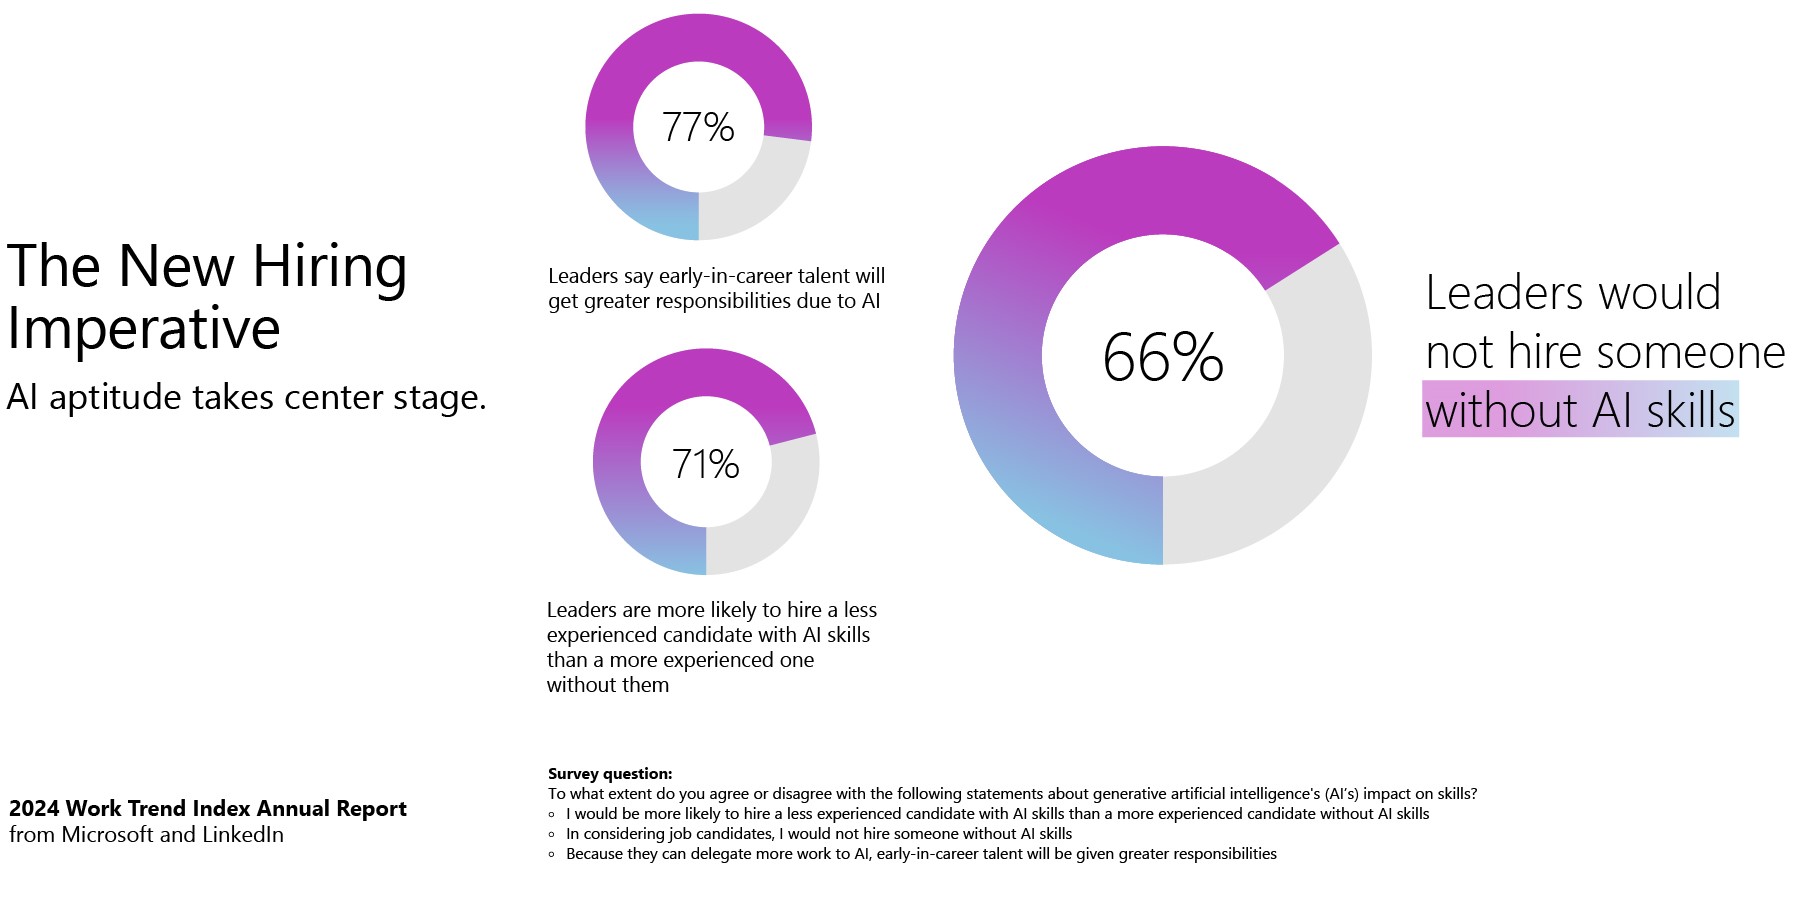 The New Hiring
Imperative
AI aptitude takes center stage.
77%
Leaders say early-in-career talent will
get greater responsibilities due to AI
71%
Leaders are more likely to hire a less
experienced candidate with AI skills
than a more experienced one
without them
66%
Leaders would
not hire someone
without AI skills
2024 Work Trend Index Annual Report
from Microsoft and LinkedIn
Survey question:
To what extent do you agree or disagree with the following statements about generative artificial intelligence's (AI’s) impact on skills?
◦ I would be more likely to hire a less experienced candidate with AI skills than a more experienced candidate without AI skills
◦ In considering job candidates, I would not hire someone without AI skills
◦ Because they can delegate more work to AI, early-in-career talent will be given greater responsibilities